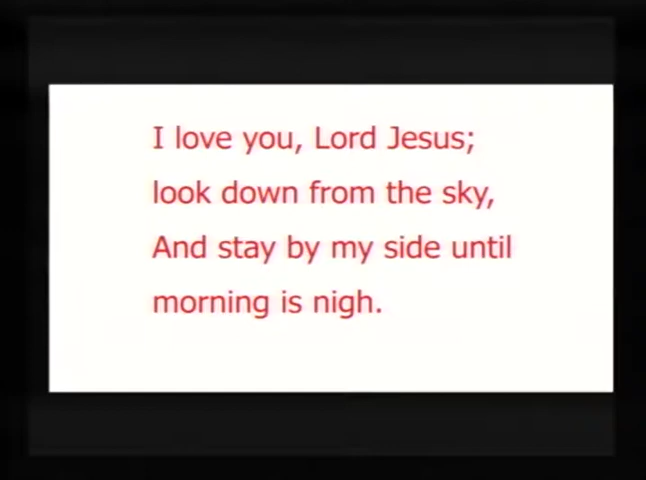 I love you, Lord Jesus;
look down from the sky,
And stay by my side until
morning is nigh.